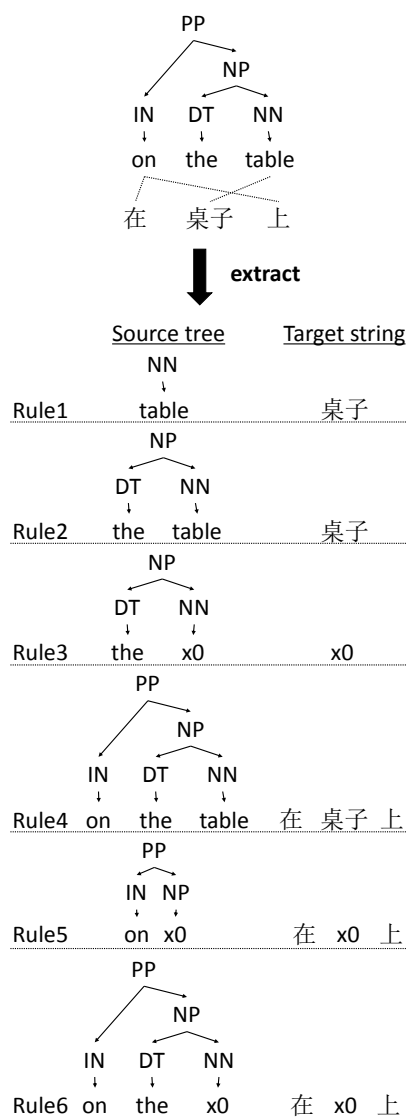 PP
NP
IN DT NN
on the table
在 桌子 上
extract
Source tree Target string
NN
Rule1 table 桌子
NP
DT NN
Rule2 the table 桌子
NP
DT NN
Rule3 the x0 x0
PP
NP
IN DT NN
Rule4 on the table 在 桌子 上
PP
IN NP
Rule5 on x0 在 x0 上
PP
NP
IN DT NN
Rule6 on the x0 在 x0 上